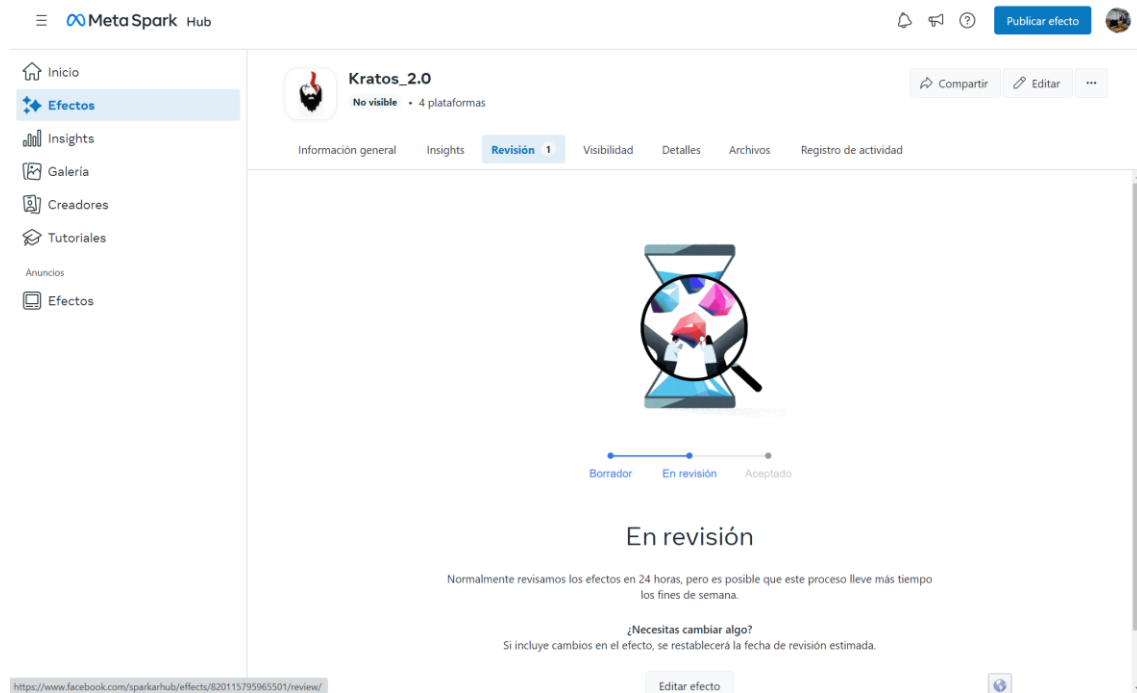 Meta Spark Hub
Publicar efecto
Inicio
Efectos
Insights
Galería
Creadores
Tutoriales
Anuncios
Efectos
Kratos_2.0
No visible • 4 plataformas
Compartir
Editar
Información general
Insights
Revisión 1
Visibilidad
Detalles
Archivos
Registro de actividad
Borrador
En revisión
Aceptado
En revisión
Normalmente revisamos los efectos en 24 horas, pero es posible que este proceso lleve más tiempo
los fines de semana.
¿Necesitas cambiar algo?
Si incluye cambios en el efecto, se restablecerá la fecha de revisión estimada.
Editar efecto
https://www.facebook.com/sparkarhub/effects/820115795965501/review/